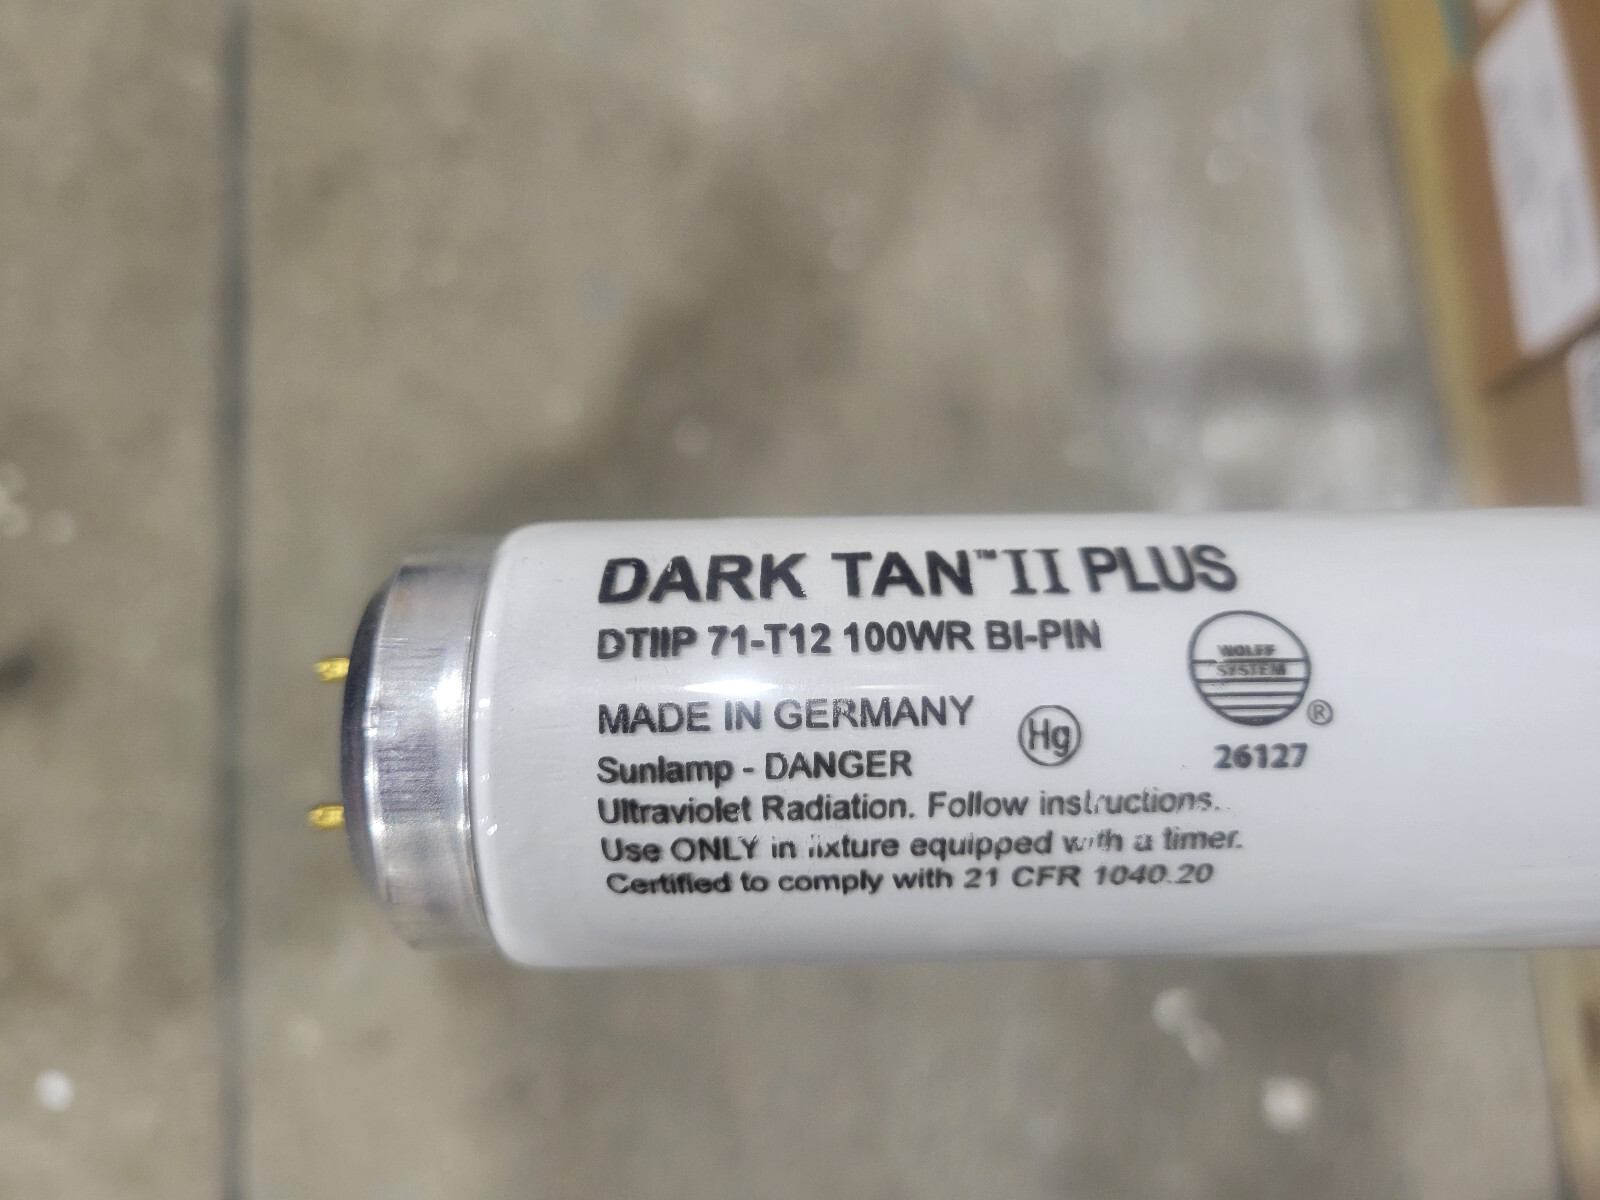 DARK TAN™ II PLUS
DTIIP 71-T12 100WR BI-PIN
WOLFF
SYSTEM
®
26127
MADE IN GERMANY
Hg
Sunlamp - DANGER
Ultraviolet Radiation. Follow instructions.
Use ONLY in fixture equipped with a timer.
Certified to comply with 21 CFR 1040.20